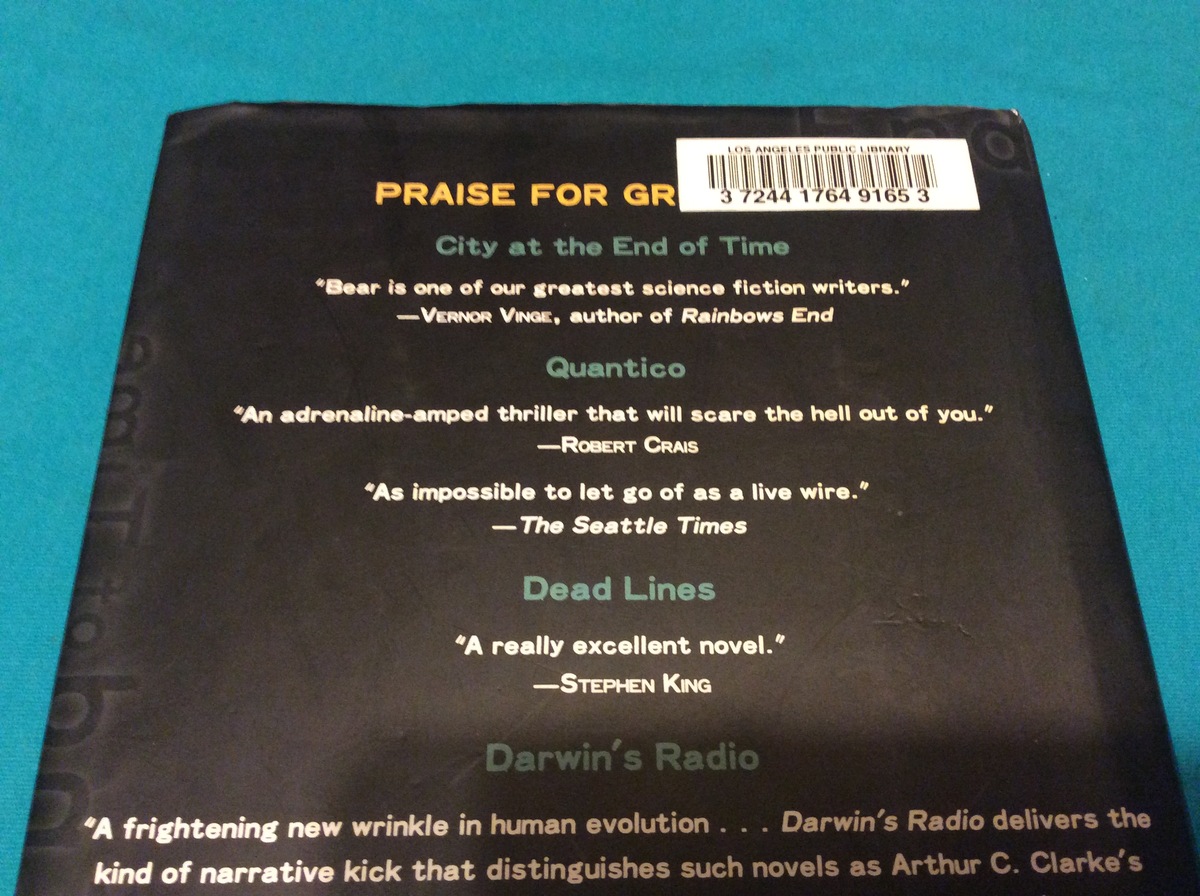 LOS ANGELES PUBLIC LIBRARY
3 7244 1764 9165 3
PRAISE FOR GR
City at the End of Time
“Bear is one of our greatest science fiction writers.”
—VERNOR VINGE, author of Rainbows End
Quantico
“An adrenaline-amped thriller that will scare the hell out of you.”
—ROBERT CRAIS
“As impossible to let go of as a live wire.”
—The Seattle Times
Dead Lines
“A really excellent novel.”
—STEPHEN KING
Darwin’s Radio
“A frightening new wrinkle in human evolution . . . Darwin’s Radio delivers the
kind of narrative kick that distinguishes such novels as Arthur C. Clarke’s